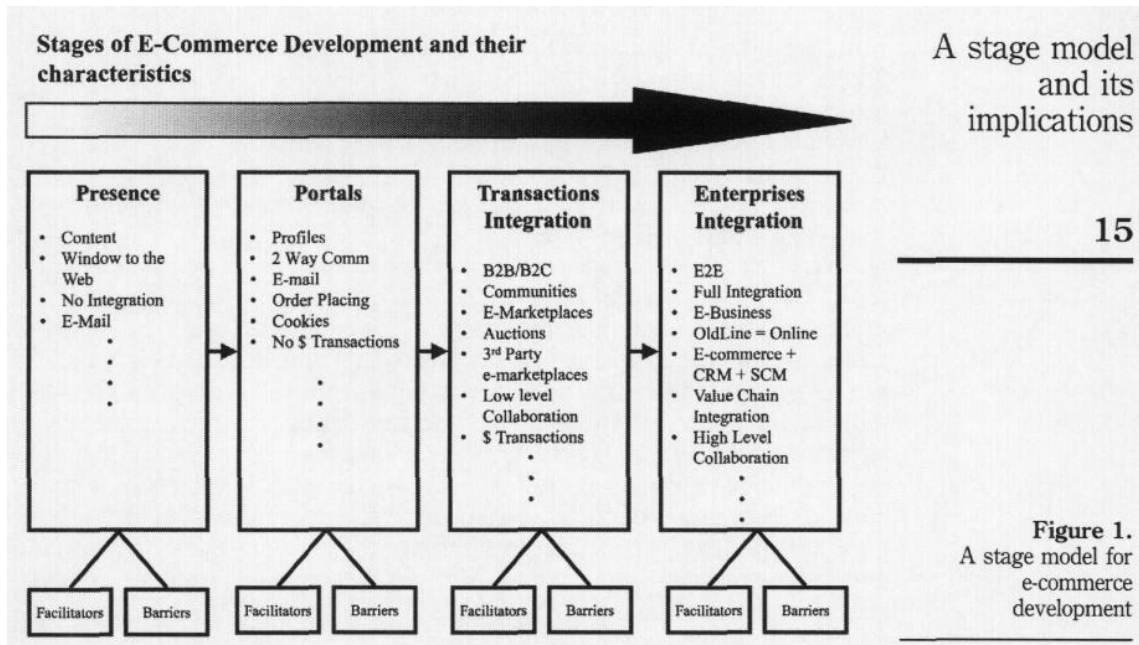 Stages of E-Commerce Development and their
characteristics
A stage model
and its
implications
15
Presence
• Content
• Window to the
Web
• No Integration
• E-Mail
Portals
• Profiles
• 2 Way Comm
• E-mail
• Order Placing
• Cookies
• No $ Transactions
Transactions
Integration
• B2B/B2C
• Communities
• E-Marketplaces
Auctions
• 3rd Party
e-marketplaces
• Low level
Collaboration
• $ Transactions
Enterprises
Integration
• E2E
• Full Integration
• E-Business
• OldLine = Online
• E-commerce +
CRM + SCM
• Value Chain
Integration
• High Level
Collaboration
Facilitators
Barriers
Facilitators
Barriers
Facilitators
Barriers
Facilitators
Barriers
Figure 1.
A stage model for
e-commerce
development